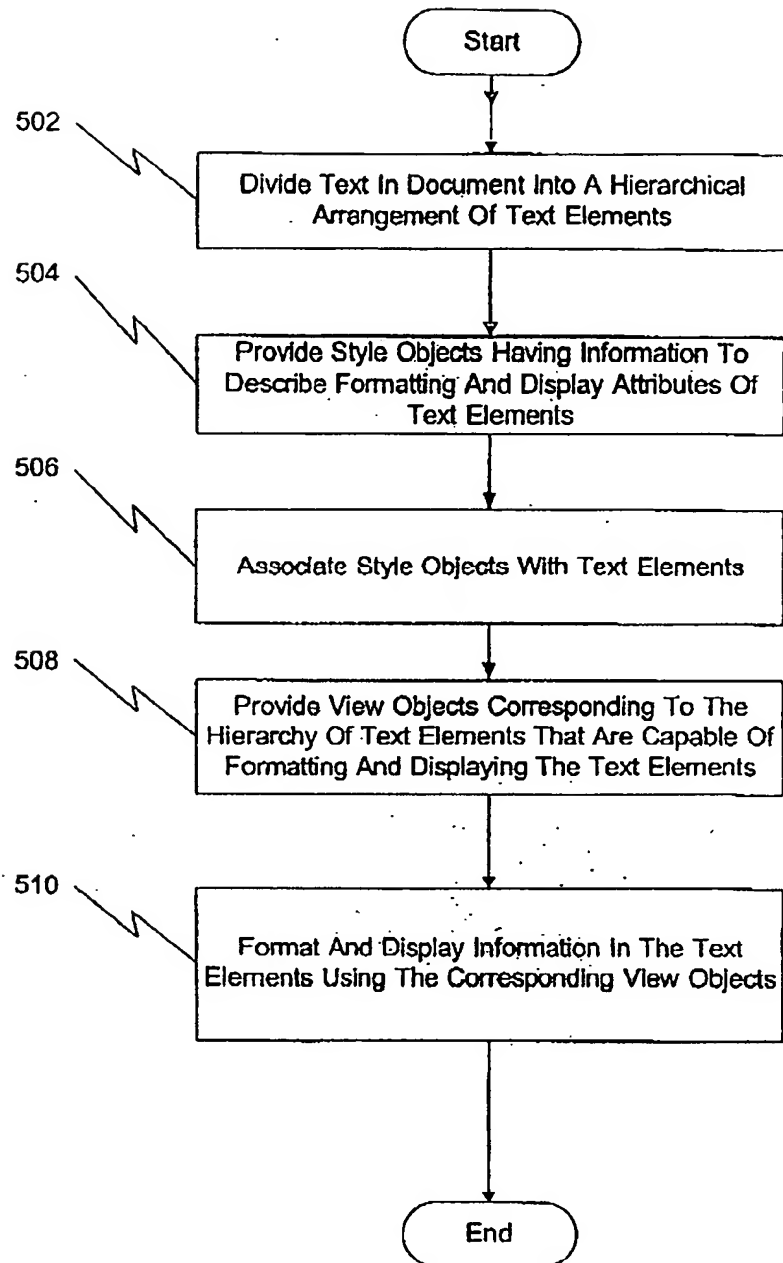 Start
502
Divide Text In Document Into A Hierarchical
Arrangement Of Text Elements
504
Provide Style Objects Having Information To
Describe Formatting And Display Attributes Of
Text Elements
506
Associate Style Objects With Text Elements
508
Provide View Objects Corresponding To The
Hierarchy Of Text Elements That Are Capable Of
Formatting And Displaying The Text Elements
510
Format And Display Information In The Text
Elements Using The Corresponding View Objects
End